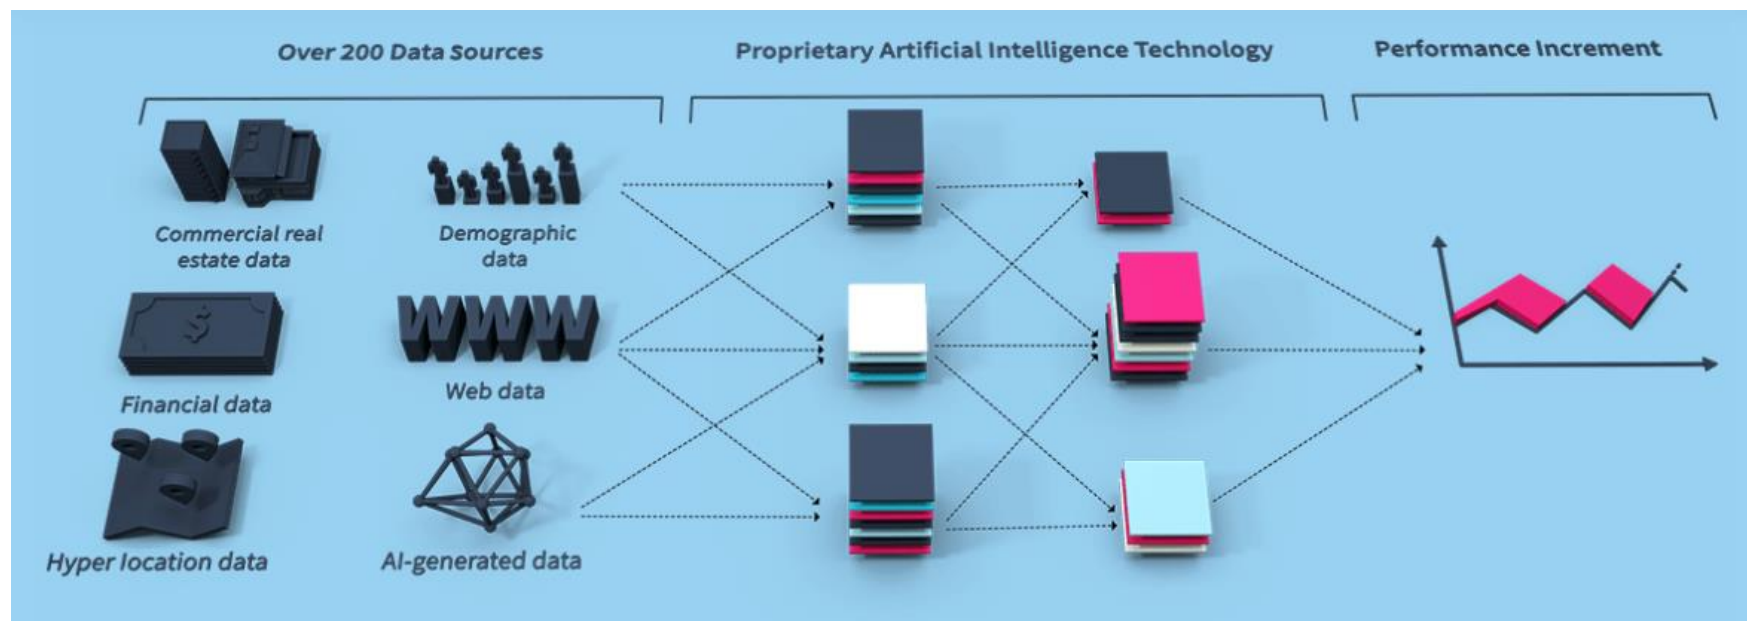 Over 200 Data Sources
Proprietary Artificial Intelligence Technology
Performance Increment
Commercial real
estate data
Demographic
data
$
Financial data
WWW
Web data
Hyper location data
AI-generated data